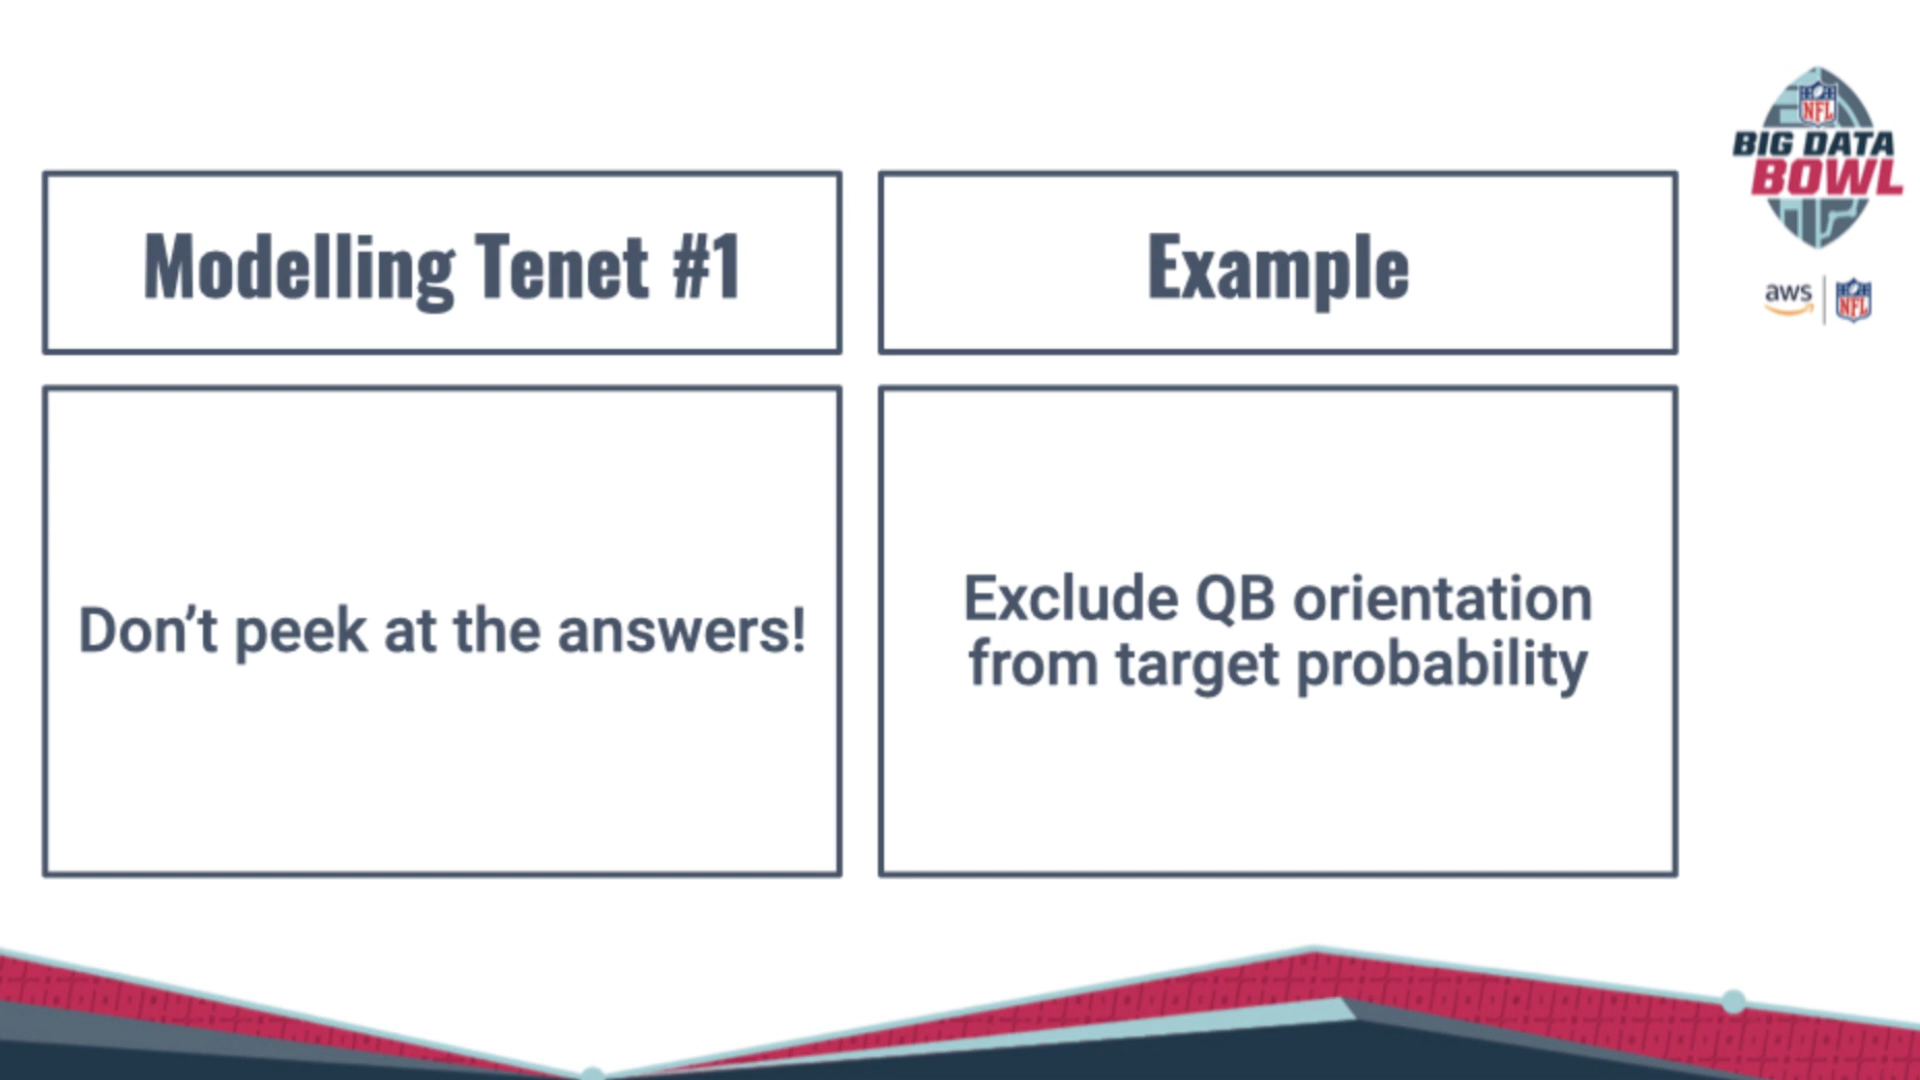 Modelling Tenet #1
Example
Don't peek at the answers!
Exclude QB orientation
from target probability
NFL
BIG DATA
BOWL
aws
NFL